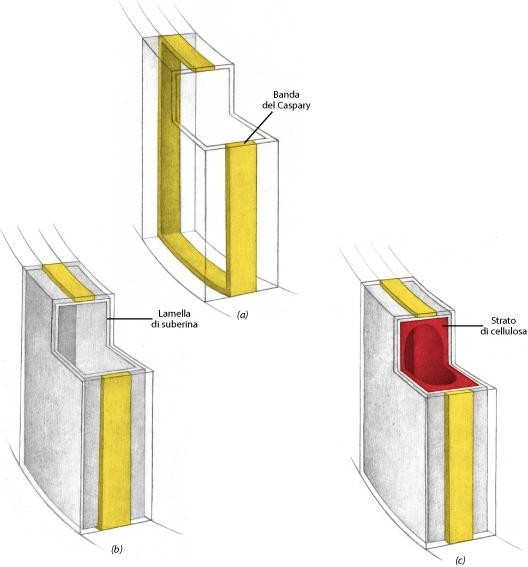 Banda
del Caspary
(a)
Lamella
di suberina
(b)
Strato
di cellulosa
(c)